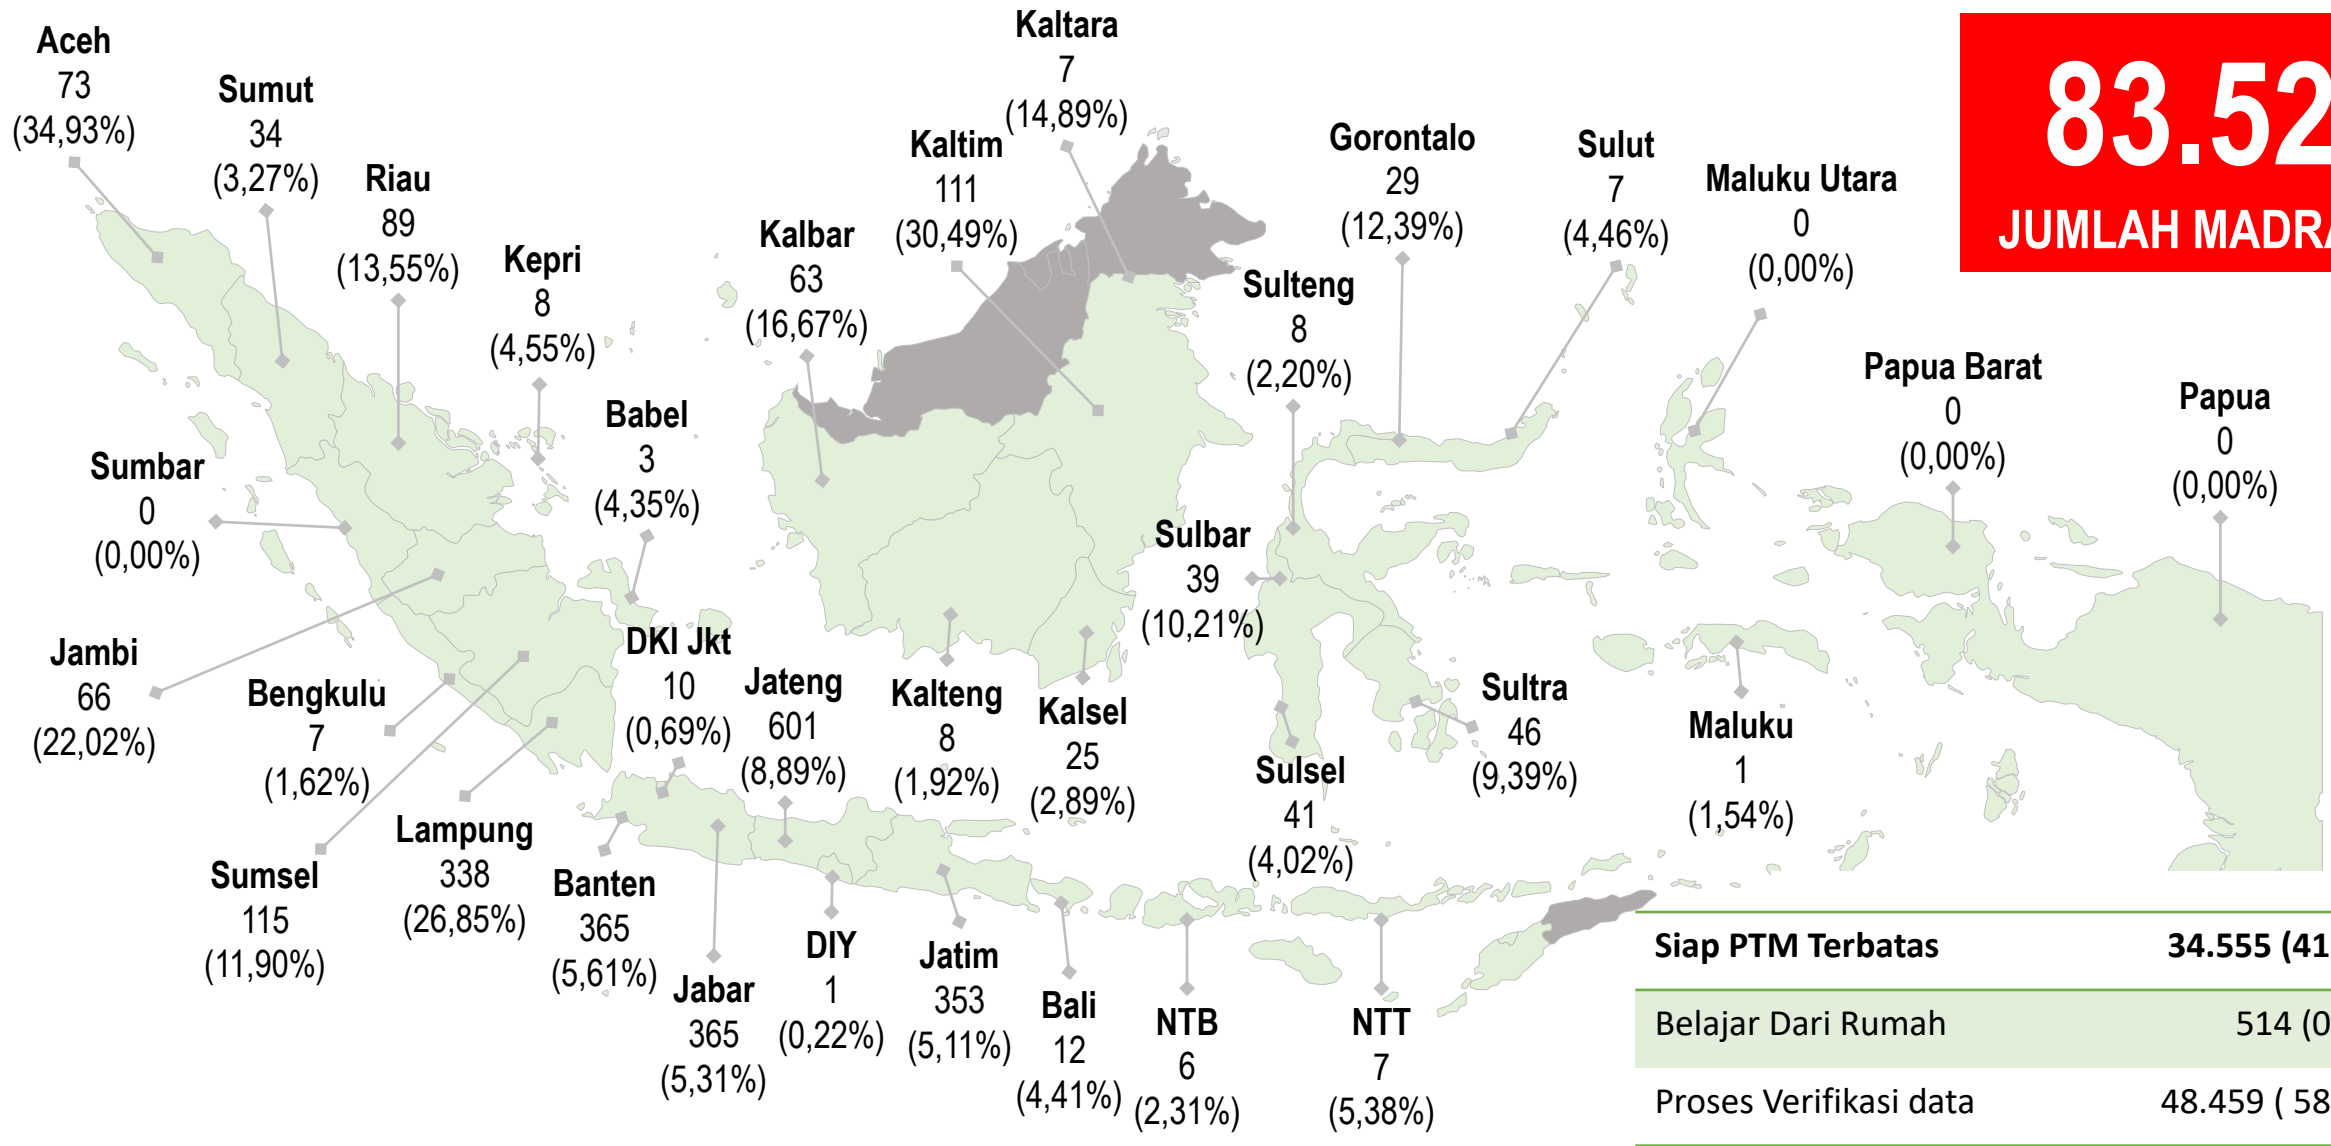 Aceh
73
(34,93%)
Sumut
34
(3,27%)
Riau
89
(13,55%)
Kepri
8
(4,55%)
Babel
3
(4,35%)
Sumbar
0
(0,00%)
Jambi
66
(22,02%)
Bengkulu
7
(1,62%)
Sumsel
115
(11,90%)
Lampung
338
(26,85%)
Banten
365
(5,61%)
DKI Jkt
10
(0,69%)
Jabar
365
(5,31%)
Jateng
601
(8,89%)
DIY
1
(0,22%)
Jatim
353
(5,11%)
Bali
12
(4,41%)
NTB
6
(2,31%)
NTT
7
(5,38%)
Kalbar
63
(16,67%)
Kaltim
111
(30,49%)
Kaltara
7
(14,89%)
Kalteng
8
(1,92%)
Kalsel
25
(2,89%)
Gorontalo
29
(12,39%)
Sulut
7
(4,46%)
Sulteng
8
(2,20%)
Sulbar
39
(10,21%)
Sulsel
41
(4,02%)
Sultra
46
(9,39%)
Maluku Utara
0
(0,00%)
Maluku
1
(1,54%)
Papua Barat
0
(0,00%)
Papua
0
(0,00%)
83.52
JUMLAH MADRA
Siap PTM Terbatas 34.555 (41
Belajar Dari Rumah 514 (0
Proses Verifikasi data 48.459 ( 58